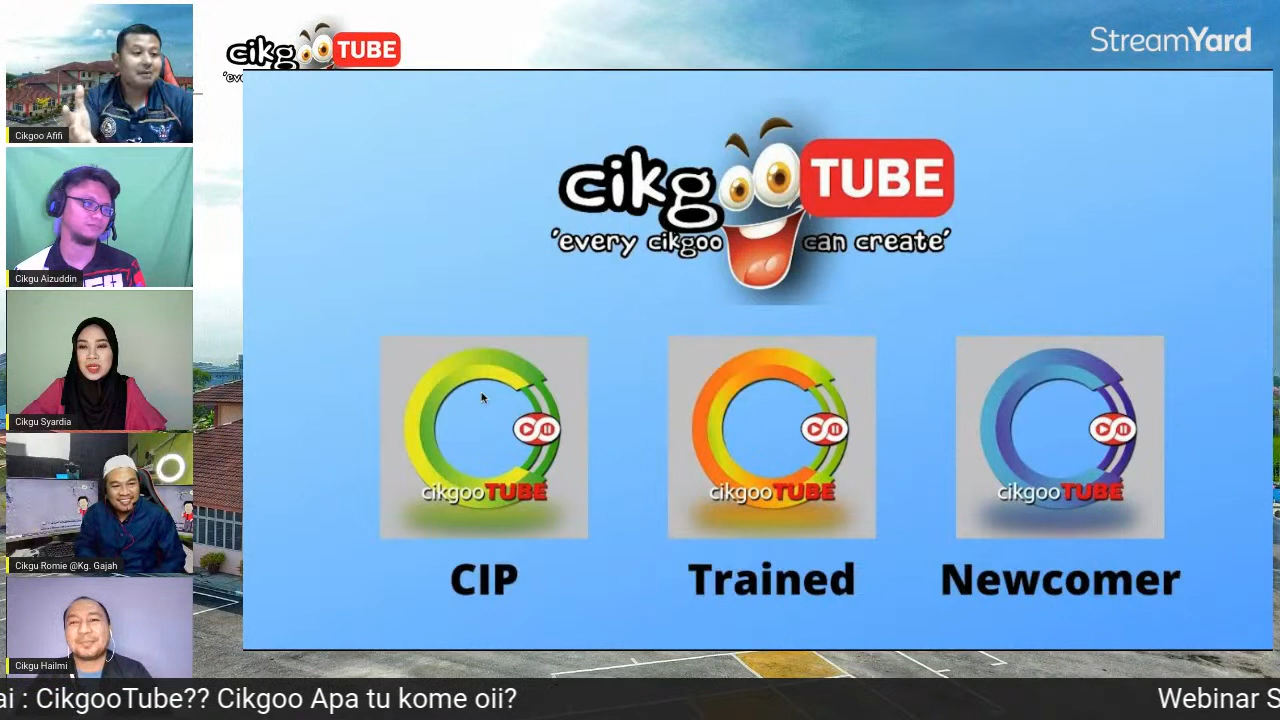 Cikgoo Afifi
Cikgu Aizuddin
Cikgu Syardia
Cikgu Romie @Kg. Gajah
Cikgu Hailmi
cikgoo TUBE
StreamYard
cikgoo TUBE
'every cikgoo can create'
cikgooTUBE
cikgooTUBE
cikgooTUBE
CIP
Trained
Newcomer
ai : CikgooTube?? Cikgoo Apa tu kome oii?
Webinar S